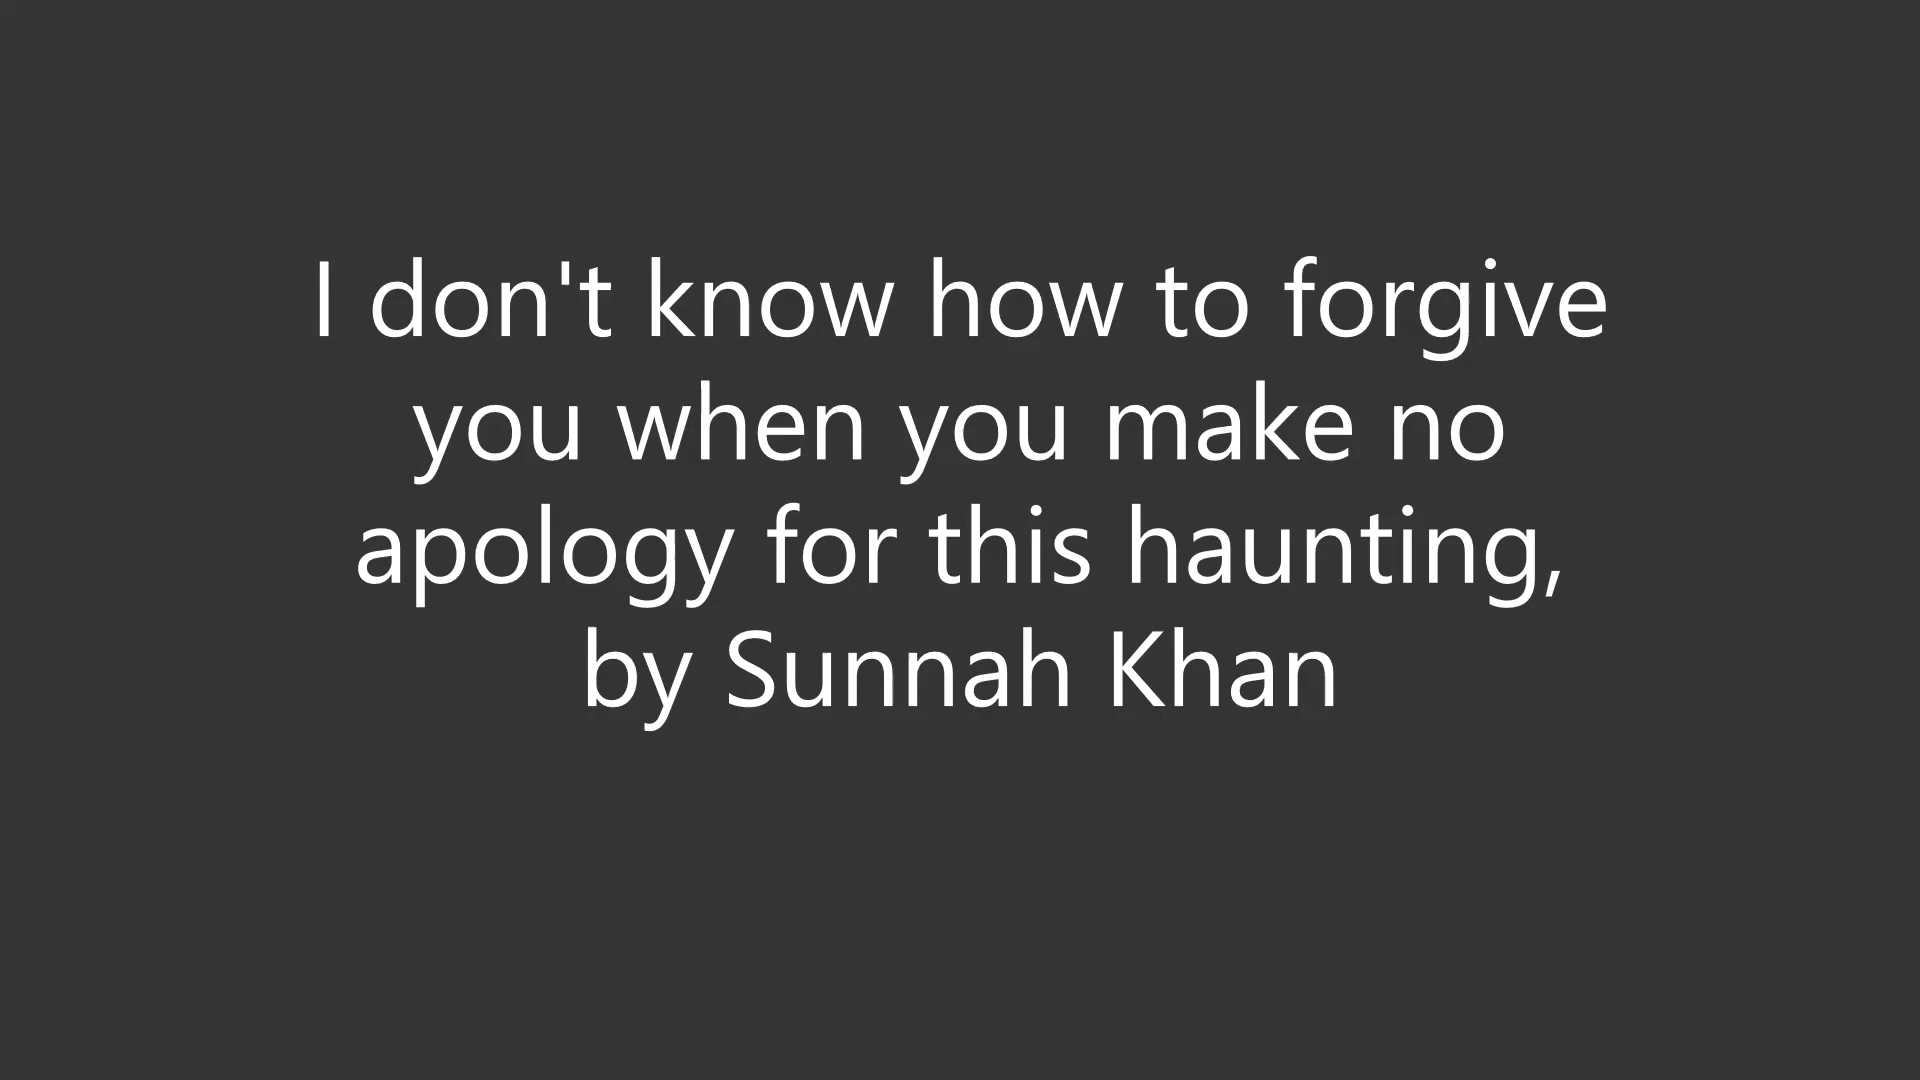 I don't know how to forgive
you when you make no
apology for this haunting,
by Sunnah Khan